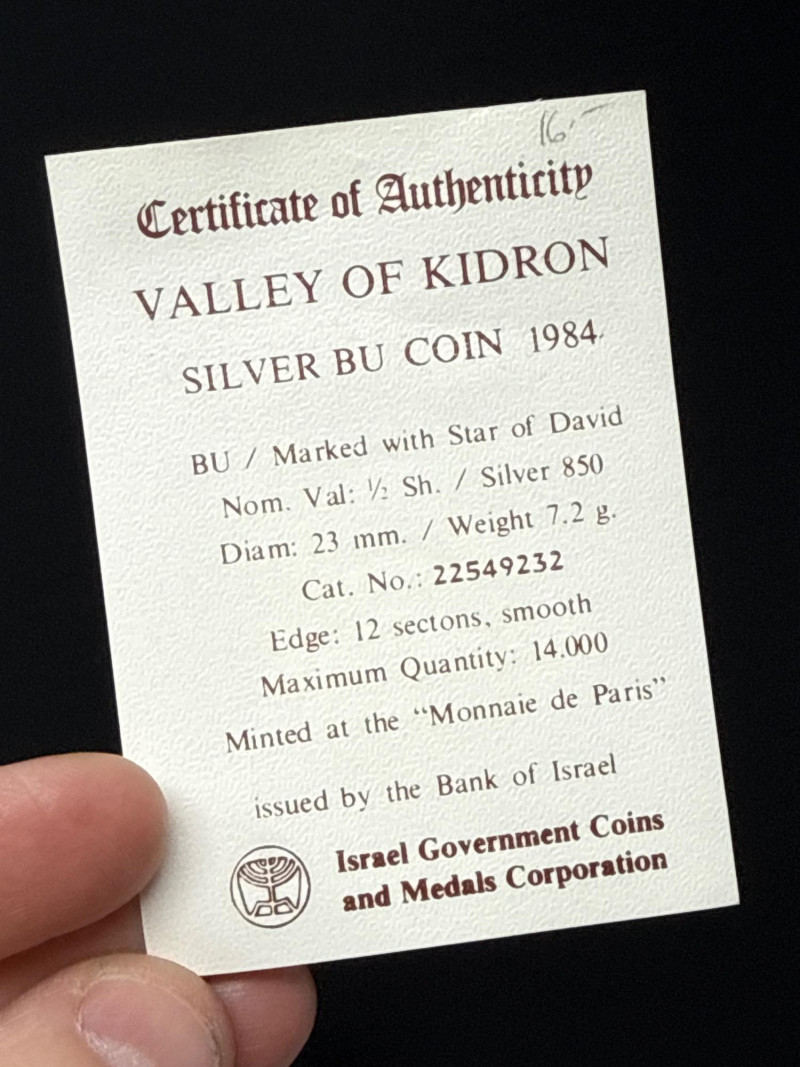 16.–
Certificate of Authenticity
VALLEY OF KIDRON
SILVER BU COIN 1984.
BU / Marked with Star of David
Nom. Val: ½ Sh. / Silver 850
Diam: 23 mm. / Weight 7.2 g.
Cat. No.: 22549232
Edge: 12 sectons, smooth
Maximum Quantity: 14.000
Minted at the “Monnaie de Paris”
issued by the Bank of Israel
Israel Government Coins
and Medals Corporation